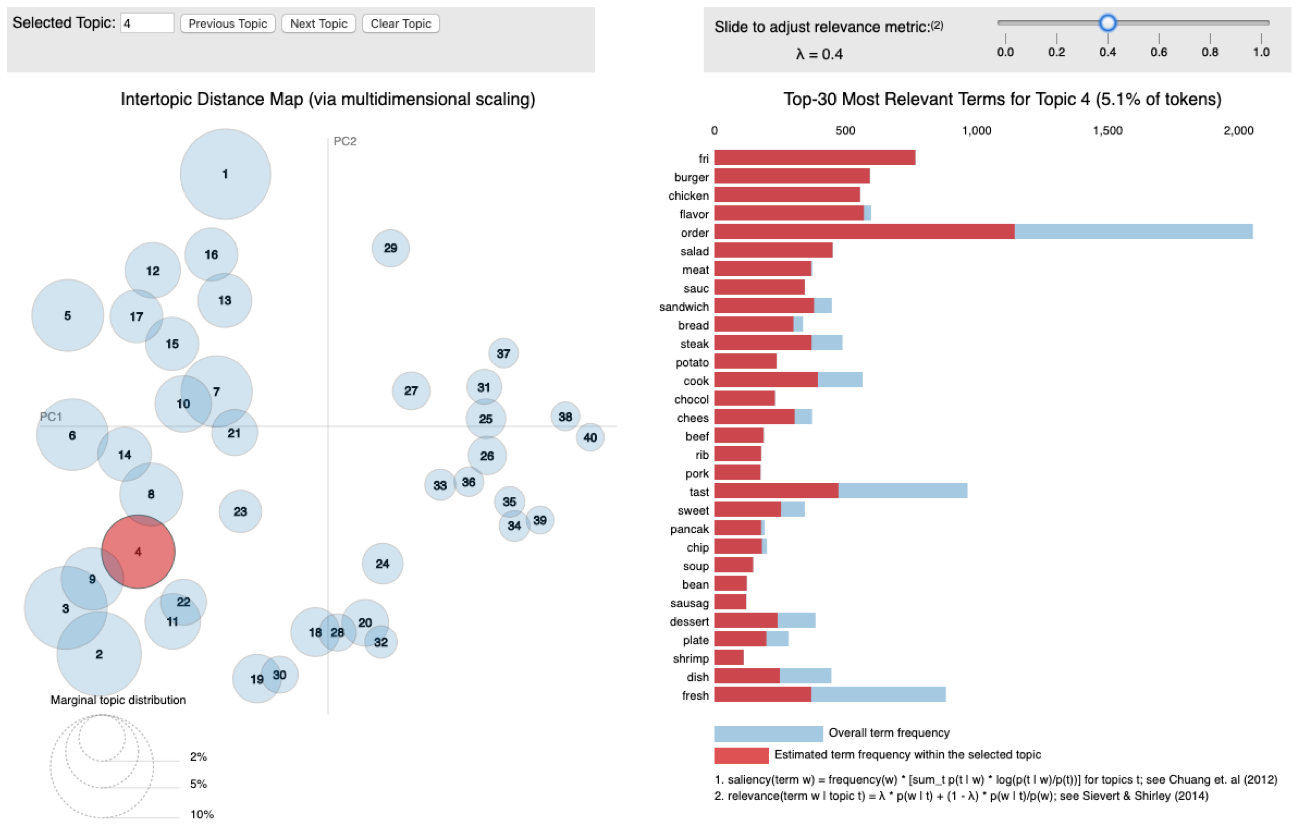 Selected Topic: 4 Previous Topic Next Topic Clear Topic
Slide to adjust relevance metric:(2)
λ = 0.4
0.0 0.2 0.4 0.6 0.8 1.0
Intertopic Distance Map (via multidimensional scaling)
PC2
1
29
16
12
13
5
17
15
37
7
27
31
10
PC1
25
38
21
6
40
14
26
33
36
8
35
23
34
39
4
24
9
22
3
11
20
18
28
32
2
30
19
Marginal topic distribution
2%
5%
10%
Top-30 Most Relevant Terms for Topic 4 (5.1% of tokens)
0 500 1,000 1,500 2,000
fri
burger
chicken
flavor
order
salad
meat
sauc
sandwich
bread
steak
potato
cook
chocol
chees
beef
rib
pork
tast
sweet
pancak
chip
soup
bean
sausag
dessert
plate
shrimp
dish
fresh
Overall term frequency
Estimated term frequency within the selected topic
1. saliency(term w) = frequency(w) * [sum_t p(t | w) * log(p(t | w)/p(t))] for topics t; see Chuang et. al (2012)
2. relevance(term w | topic t) = λ * p(w | t) + (1 - λ) * p(w | t)/p(w); see Sievert & Shirley (2014)